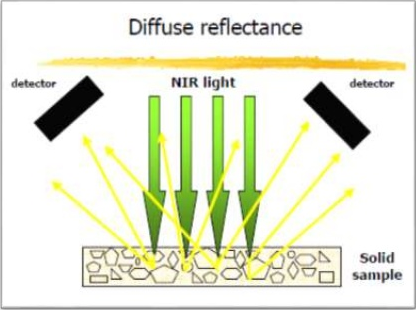 Diffuse reflectance
detector
NIR light
detector
Solid
sample